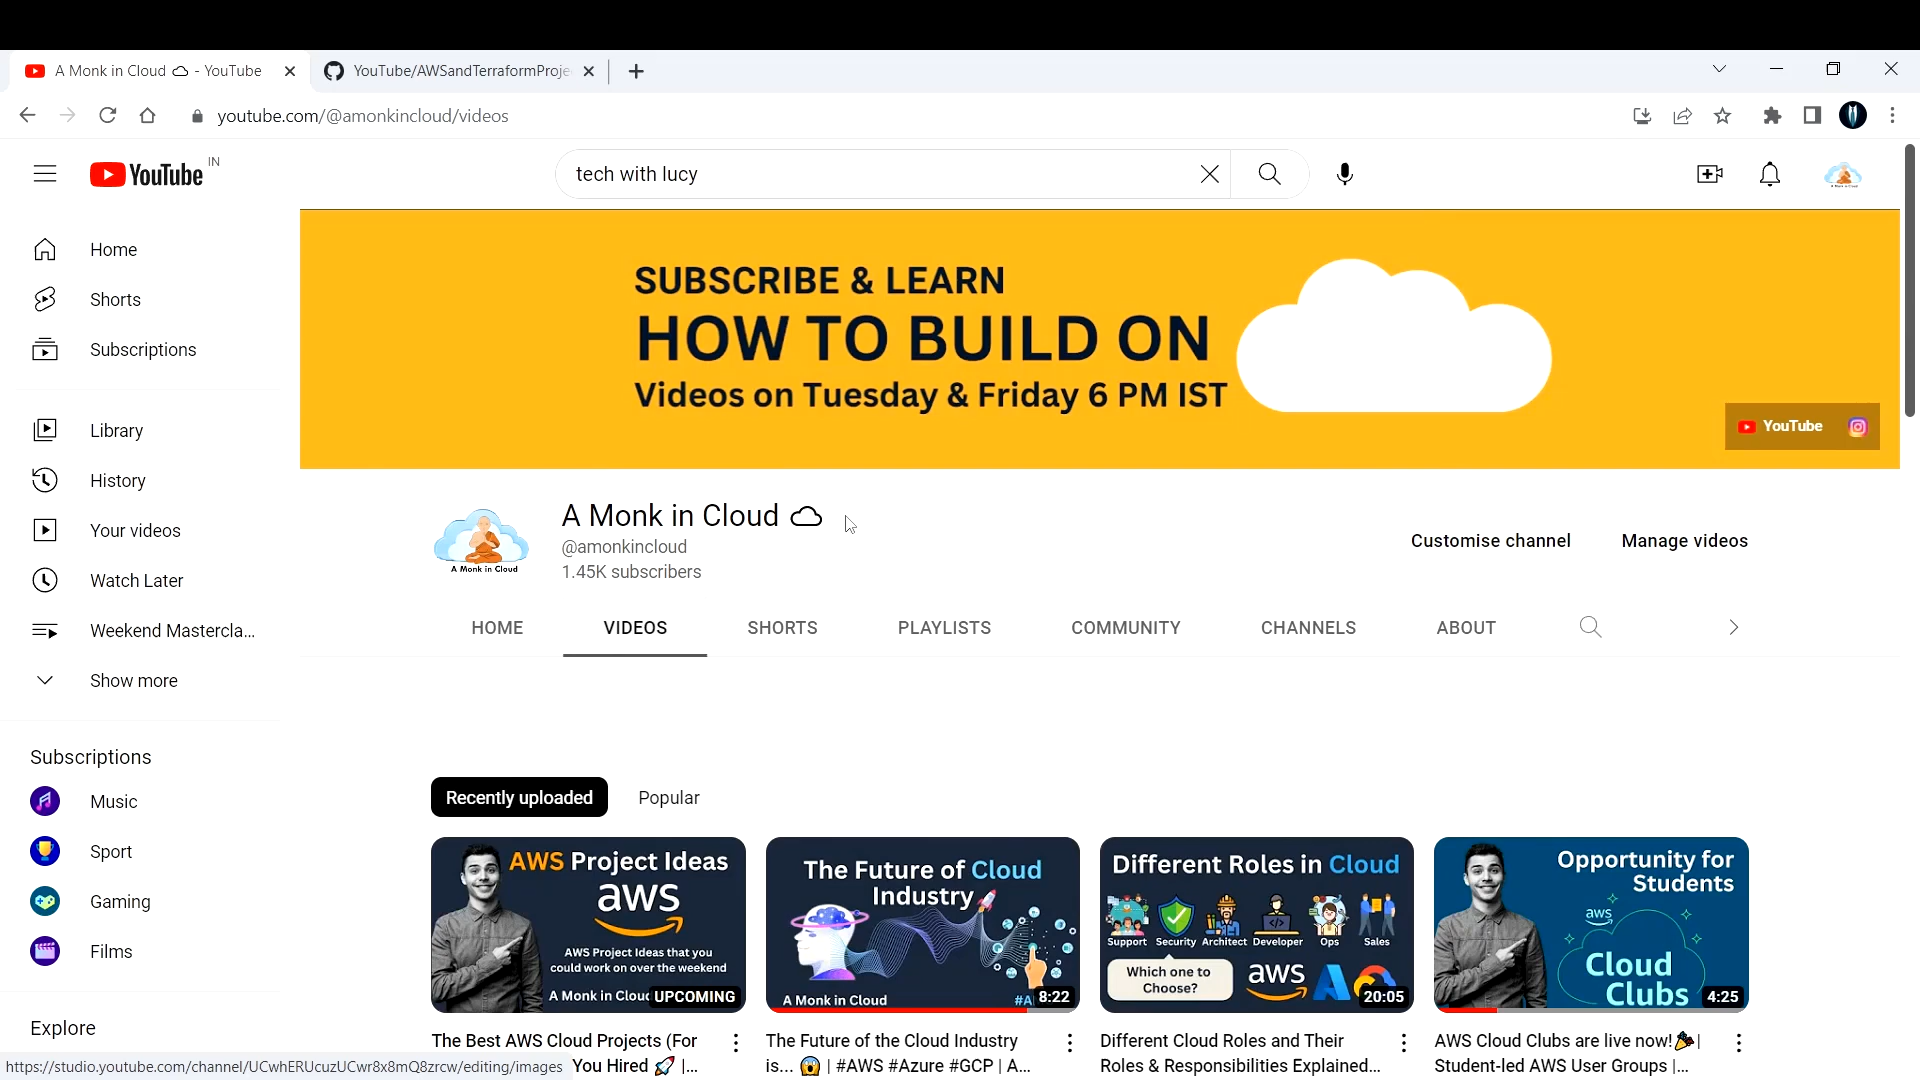 A Monk in Cloud - YouTube
YouTube/AWSandTerraformProje
youtube.com/@amonkincloud/videos
YouTube IN
tech with lucy
Home
Shorts
Subscriptions
Library
History
Your videos
Watch Later
Weekend Mastercla...
Show more
Subscriptions
Music
Sport
Gaming
Films
Explore
SUBSCRIBE & LEARN
HOW TO BUILD ON
Videos on Tuesday & Friday 6 PM IST
YouTube
A Monk in Cloud
A Monk in Cloud
@amonkincloud
1.45K subscribers
Customise channel
Manage videos
HOME
VIDEOS
SHORTS
PLAYLISTS
COMMUNITY
CHANNELS
ABOUT
Recently uploaded
Popular
AWS Project Ideas
aws
AWS Project Ideas that you
could work on over the weekend
A Monk in Cloud
UPCOMING
The Best AWS Cloud Projects (For
You Hired 🚀 |...
The Future of Cloud
Industry
A Monk in Cloud
#A
8:22
The Future of the Cloud Industry
is... 😱 | #AWS #Azure #GCP | A...
Different Roles in Cloud
Support Security Architect Developer Ops Sales
Which one to
Choose?
aws
20:05
Different Cloud Roles and Their
Roles & Responsibilities Explained...
Opportunity for
Students
aws
Cloud
Clubs
4:25
AWS Cloud Clubs are live now!🎉|
Student-led AWS User Groups |...
https://studio.youtube.com/channel/UCwhERUcuzUCwr8x8mQ8zrcw/editing/images